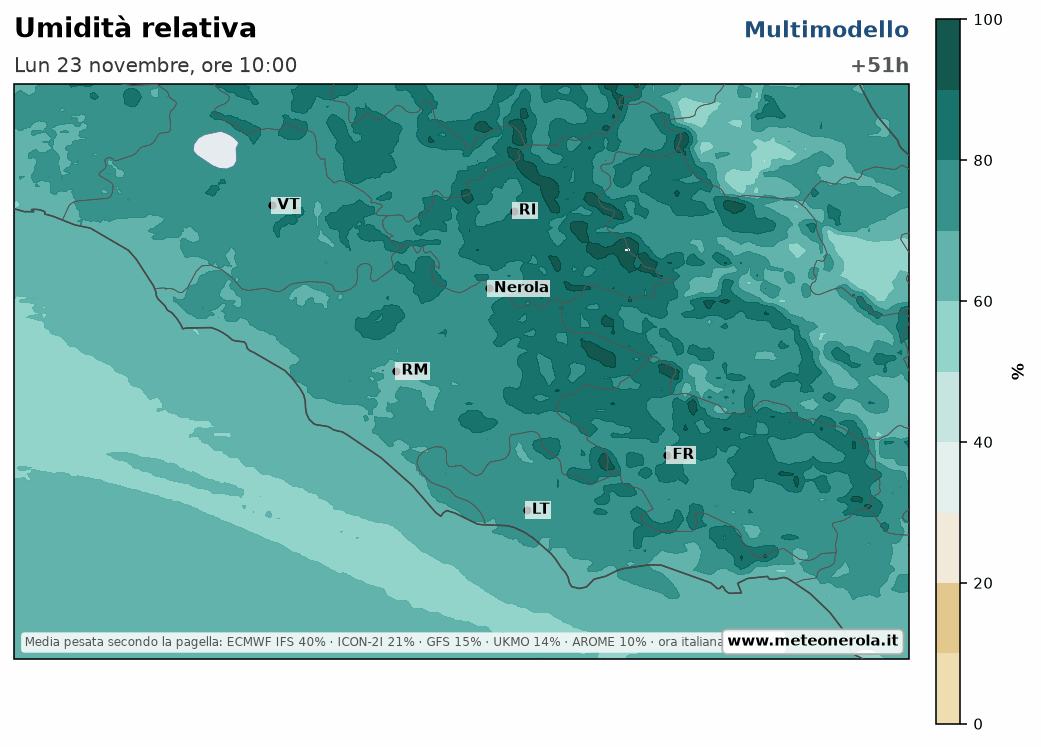 Umidità relativa
Multimodello
Lun 23 novembre, ore 10:00
+51h
100
80
60
%
40
20
0
VT
RI
Nerola
RM
FR
LT
Media pesata secondo la pagella: ECMWF IFS 40% · ICON-2I 21% · GFS 15% · UKMO 14% · AROME 10% · ora italiana
www.meteonerola.it